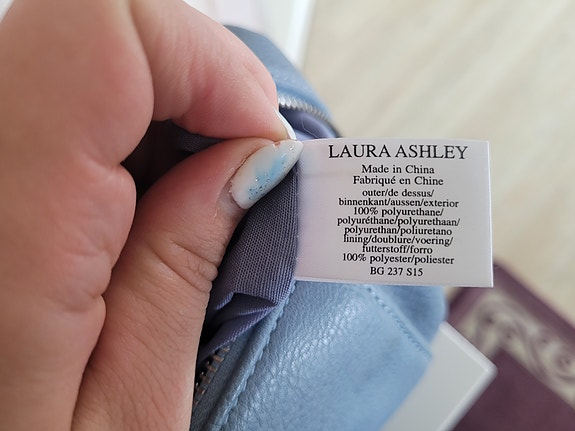 LAURA ASHLEY
Made in China
Fabriqué en Chine
outer/de dessus/
binnenkant/aussen/exterior
100% polyurethane/
polyuréthane/polyurethaan/
polyurethan/poliuretano
lining/doublure/voering/
futterstoff/forro
100% polyester/poliester
BG 237 S15